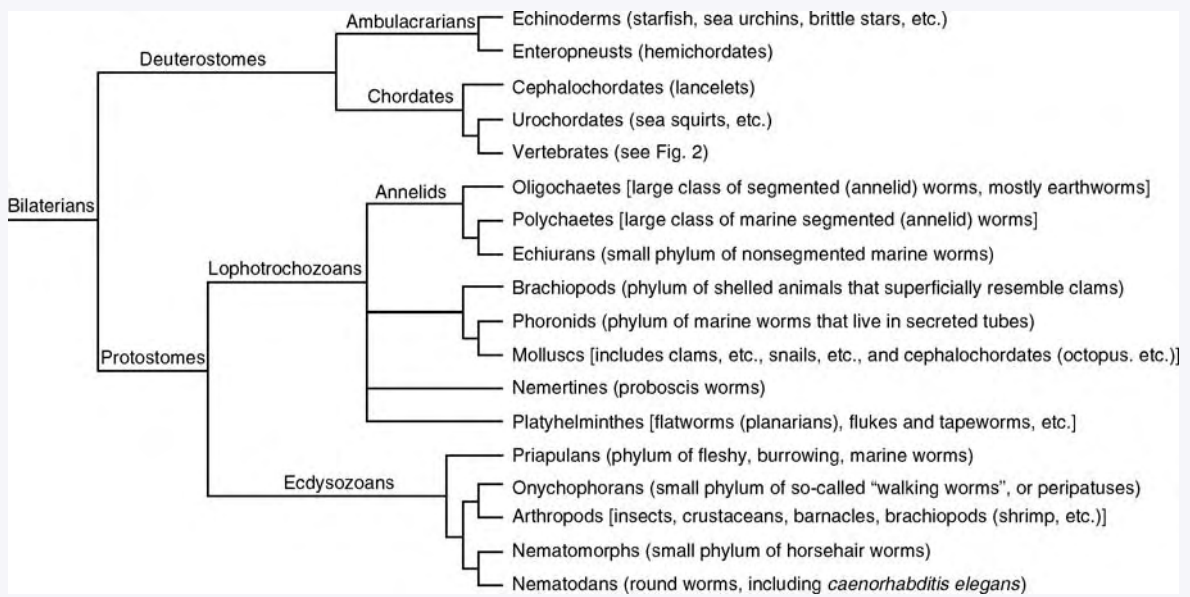 Ambulacrarians
Echinoderms (starfish, sea urchins, brittle stars, etc.)
Enteropneusts (hemichordates)
Deuterostomes
Cephalochordates (lancelets)
Chordates
Urochordates (sea squirts, etc.)
Vertebrates (see Fig. 2)
Oligochaetes [large class of segmented (annelid) worms, mostly earthworms]
Annelids
Bilaterians
Polychaetes [large class of marine segmented (annelid) worms]
Echiurans (small phylum of nonsegmented marine worms)
Lophotrochozoans
Brachiopods (phylum of shelled animals that superficially resemble clams)
Phoronids (phylum of marine worms that live in secreted tubes)
Protostomes
Molluscs [includes clams, etc., snails, etc., and cephalochordates (octopus. etc.)]
Nemertines (proboscis worms)
Platyhelminthes [flatworms (planarians), flukes and tapeworms, etc.]
Priapulans (phylum of fleshy, burrowing, marine worms)
Ecdysozoans
Onychophorans (small phylum of so-called “walking worms”, or peripatuses)
Arthropods [insects, crustaceans, barnacles, brachiopods (shrimp, etc.)]
Nematomorphs (small phylum of horsehair worms)
Nematodans (round worms, including caenorhabditis elegans)